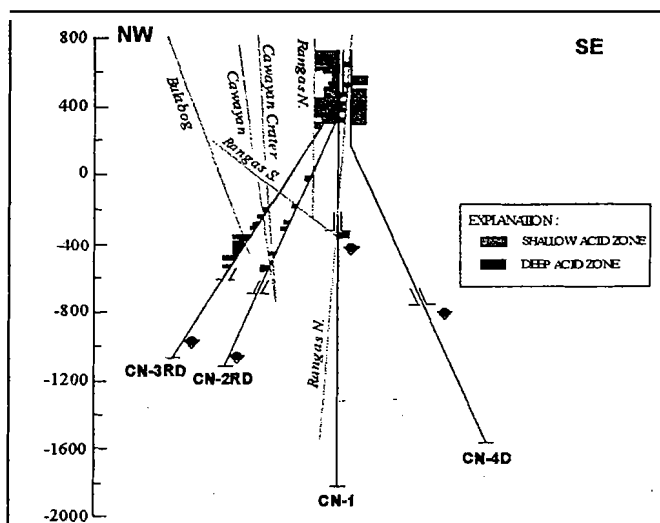 NW
SE
800
400
0
-400
-800
-1200
-1600
-2000
Bulabog
Cawayan
Cawayan Crater
Rangas N.
Rangas S.
Rangas N.
EXPLANATION :
SHALLOW ACID ZONE
DEEP ACID ZONE
CN-3RD
CN-2RD
CN-1
CN-4D